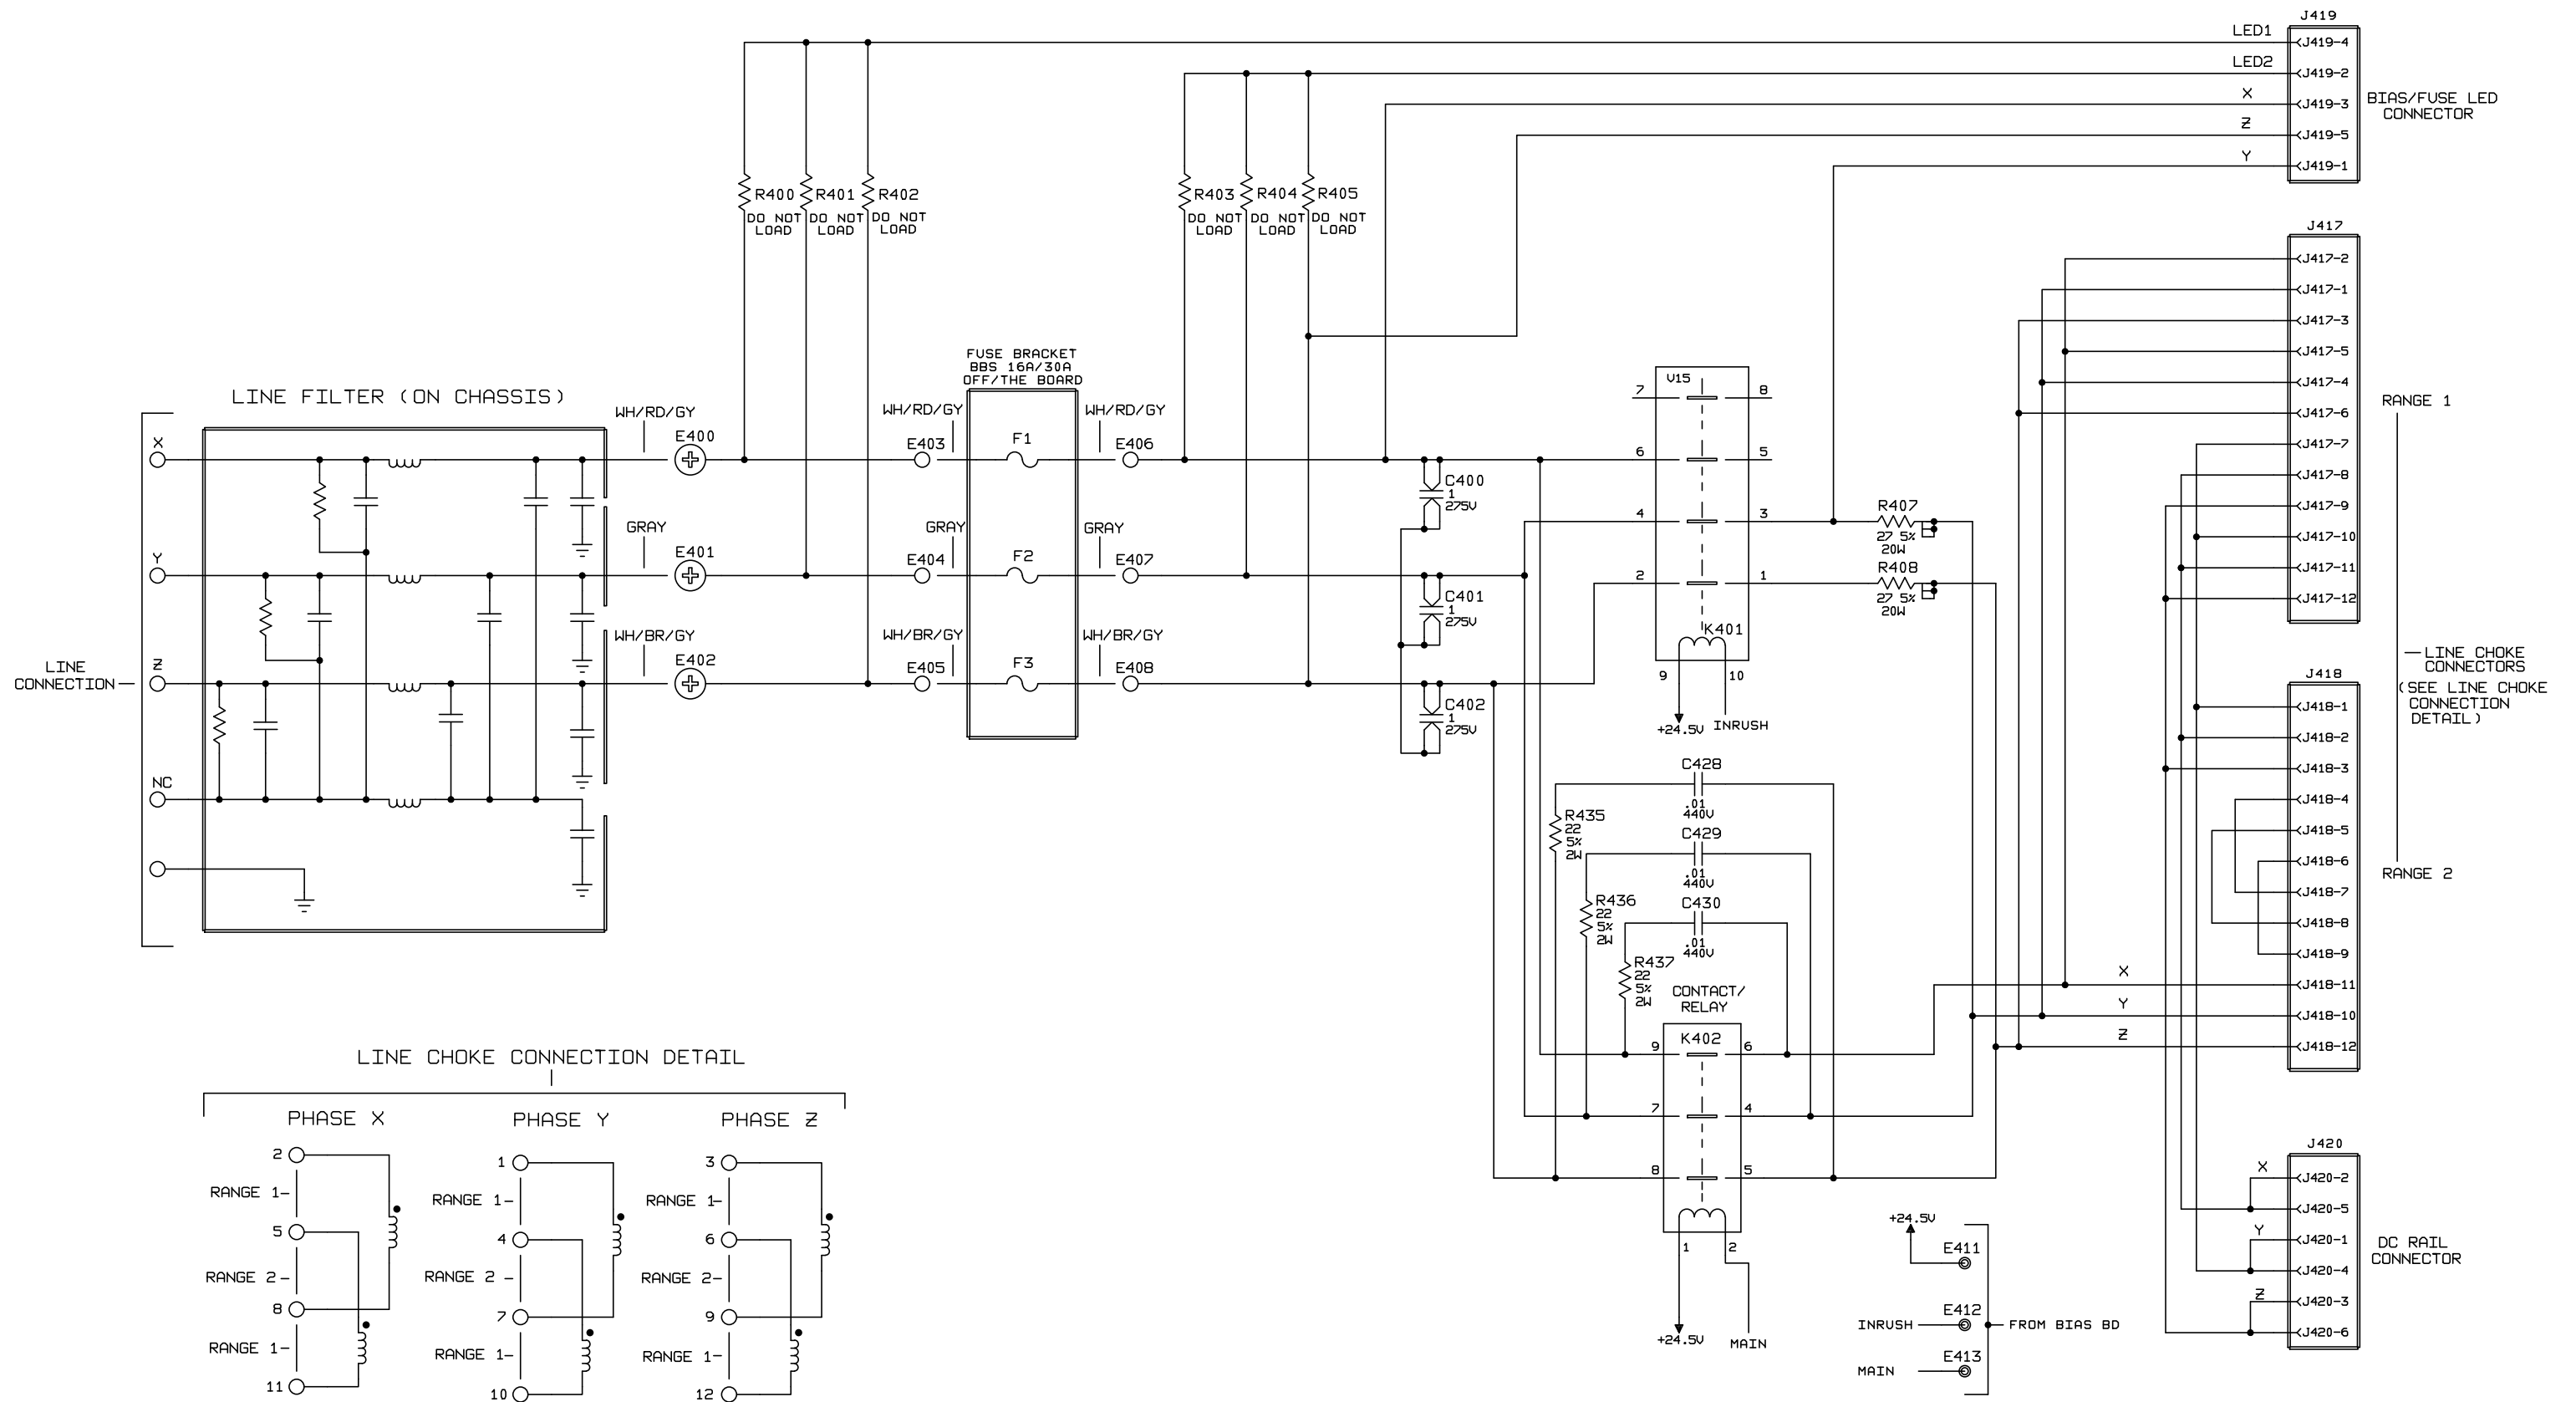 J419
LED1
J419-4
LED2
J419-2
X
J419-3
Z
J419-5
Y
J419-1
BIAS/FUSE LED
CONNECTOR
R400
DO NOT
LOAD
R401
DO NOT
LOAD
R402
DO NOT
LOAD
R403
DO NOT
LOAD
R404
DO NOT
LOAD
R405
DO NOT
LOAD
J417
J417-2
J417-1
J417-3
J417-5
J417-4
J417-6
J417-7
J417-8
J417-9
J417-10
J417-11
J417-12
RANGE 1
LINE CHOKE
CONNECTORS
(SEE LINE CHOKE
CONNECTION
DETAIL)
RANGE 2
FUSE BRACKET
BBS 16A/30A
OFF/THE BOARD
F1
F2
F3
LINE FILTER (ON CHASSIS)
X
Y
Z
NC
LINE
CONNECTION
WH/RD/GY
E400
GRAY
E401
WH/BR/GY
E402
WH/RD/GY
E403
GRAY
E404
WH/BR/GY
E405
WH/RD/GY
E406
GRAY
E407
WH/BR/GY
E408
C400
1
275V
C401
1
275V
C402
1
275V
V15
7
8
6
5
4
3
2
1
K401
9
10
+24.5V
INRUSH
R407
27 5%
20W
R408
27 5%
20W
J418
J418-1
J418-2
J418-3
J418-4
J418-5
J418-6
J418-7
J418-8
J418-9
X
J418-11
Y
J418-10
Z
J418-12
C428
.01
440V
R435
22
5%
2W
C429
.01
440V
R436
22
5%
2W
C430
.01
440V
R437
22
5%
2W
CONTACT/
RELAY
K402
9
6
7
4
8
5
1
2
+24.5V
MAIN
+24.5V
E411
INRUSH
E412
FROM BIAS BD
MAIN
E413
J420
X
J420-2
J420-5
Y
J420-1
J420-4
Z
J420-3
J420-6
DC RAIL
CONNECTOR
LINE CHOKE CONNECTION DETAIL
PHASE X
2
RANGE 1
5
RANGE 2
8
RANGE 1
11
PHASE Y
1
RANGE 1
4
RANGE 2
7
RANGE 1
10
PHASE Z
3
RANGE 1
6
RANGE 2
9
RANGE 1
12